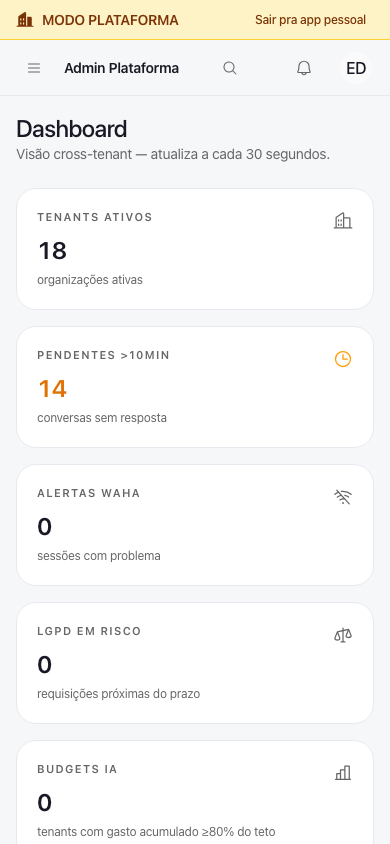 MODO PLATAFORMA
Sair pra app pessoal
Admin Plataforma
ED
Dashboard
Visão cross-tenant — atualiza a cada 30 segundos.
TENANTS ATIVOS
18
organizações ativas
PENDENTES >10MIN
14
conversas sem resposta
ALERTAS WAHA
0
sessões com problema
LGPD EM RISCO
0
requisições próximas do prazo
BUDGETS IA
0
tenants com gasto acumulado ≥80% do teto